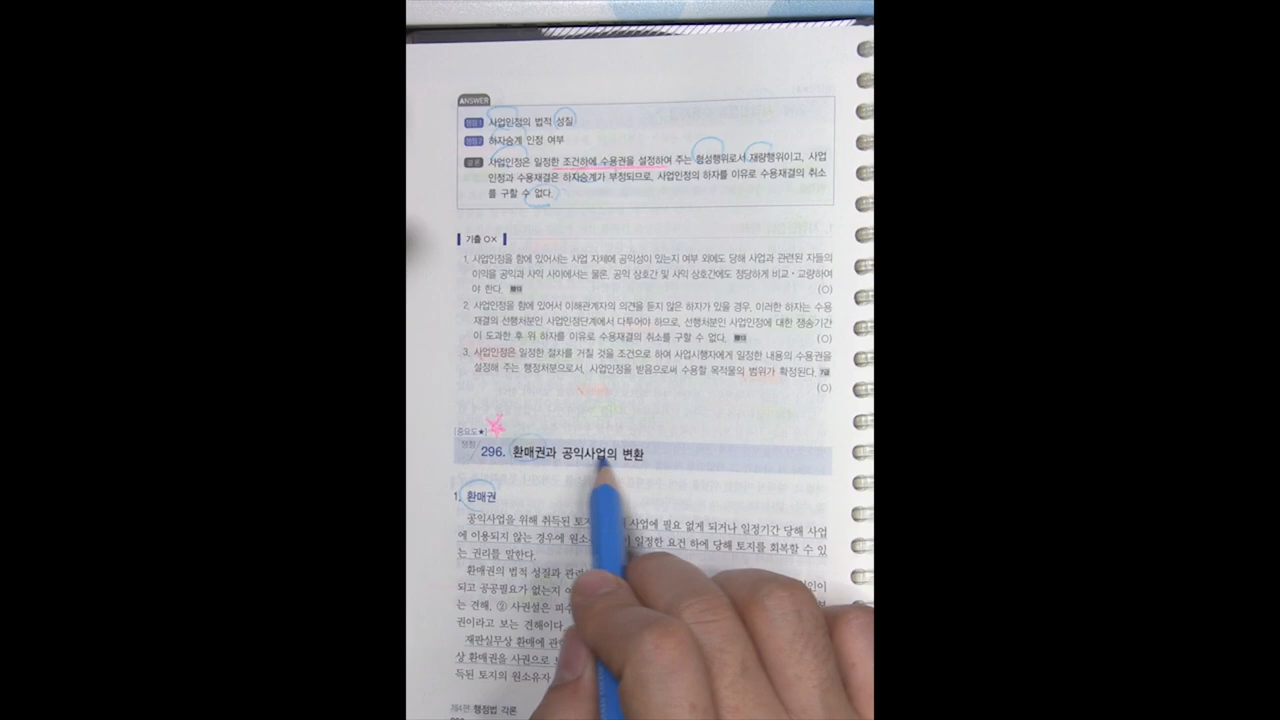 ANSWER
쟁점1 사업인정의 법적 성질
쟁점2 하자승계 인정 여부
결론 사업인정은 일정한 조건하에 수용권을 설정하여 주는 형성행위로서 재량행위이고, 사업
인정과 수용재결은 하자승계가 부정되므로, 사업인정의 하자를 이유로 수용재결의 취소
를 구할 수 없다.
기출 OX
1. 사업인정을 함에 있어서는 사업 자체에 공익성이 있는지 여부 외에도 당해 사업과 관련된 자들의
이익을 공익과 사익 사이에서는 물론, 공익 상호간 및 사익 상호간에도 정당하게 비교·교량하여
야 한다. (O)
2. 사업인정을 함에 있어서 이해관계자의 의견을 듣지 않은 하자가 있을 경우, 이러한 하자는 수용
재결의 선행처분인 사업인정단계에서 다투어야 하므로, 선행처분인 사업인정에 대한 쟁송기간
이 도과한 후 위 하자를 이유로 수용재결의 취소를 구할 수 없다. (O)
3. 사업인정은 일정한 절차를 거칠 것을 조건으로 하여 사업시행자에게 일정한 내용의 수용권을
설정해 주는 행정처분으로서, 사업인정을 받음으로써 수용할 목적물의 범위가 확정된다. 7급
(O)
[중요도★]
쟁점 296. 환매권과 공익사업의 변환
1. 환매권
공익사업을 위해 취득된 토지 사업에 필요 없게 되거나 일정기간 당해 사업
에 이용되지 않는 경우에 원소 이 일정한 요건 하에 당해 토지를 회복할 수 있
는 권리를 말한다.
환매권의 법적 성질과 관련
되고 공공필요가 없는지
는 견해, ③ 사권설은 피수
권이라고 보는 견해이다.
재판실무상 환매에 관한
상 환매권을 사권으로
득된 토지의 원소유자
제4편 행정법 각론